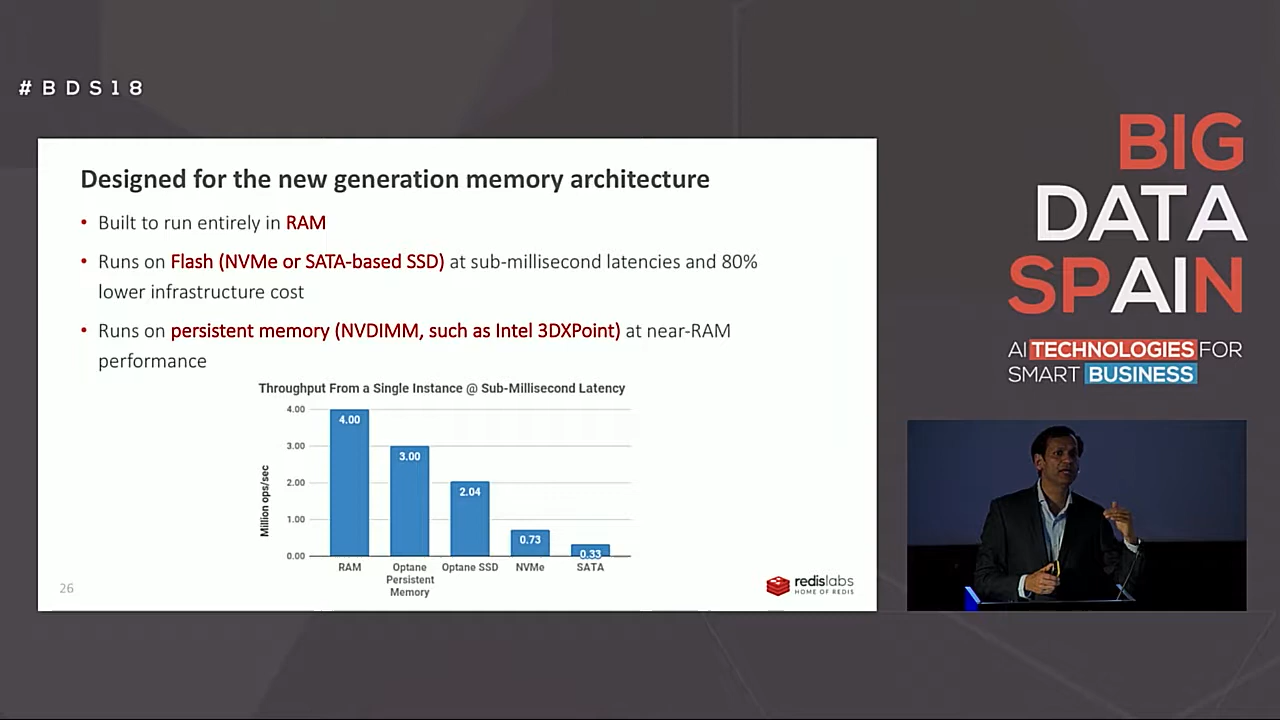 #BDS18
Designed for the new generation memory architecture
• Built to run entirely in RAM
• Runs on Flash (NVMe or SATA-based SSD) at sub-millisecond latencies and 80%
lower infrastructure cost
• Runs on persistent memory (NVDIMM, such as Intel 3DXPoint) at near-RAM
performance
Throughput From a Single Instance @ Sub-Millisecond Latency
Million ops/sec
4.00
3.00
2.00
1.00
0.00
4.00
3.00
2.04
0.73
0.33
RAM
Optane
Persistent
Memory
Optane SSD
NVMe
SATA
26
redislabs
HOME OF REDIS
BIG
DATA
SPAIN
AI TECHNOLOGIES FOR
SMART BUSINESS